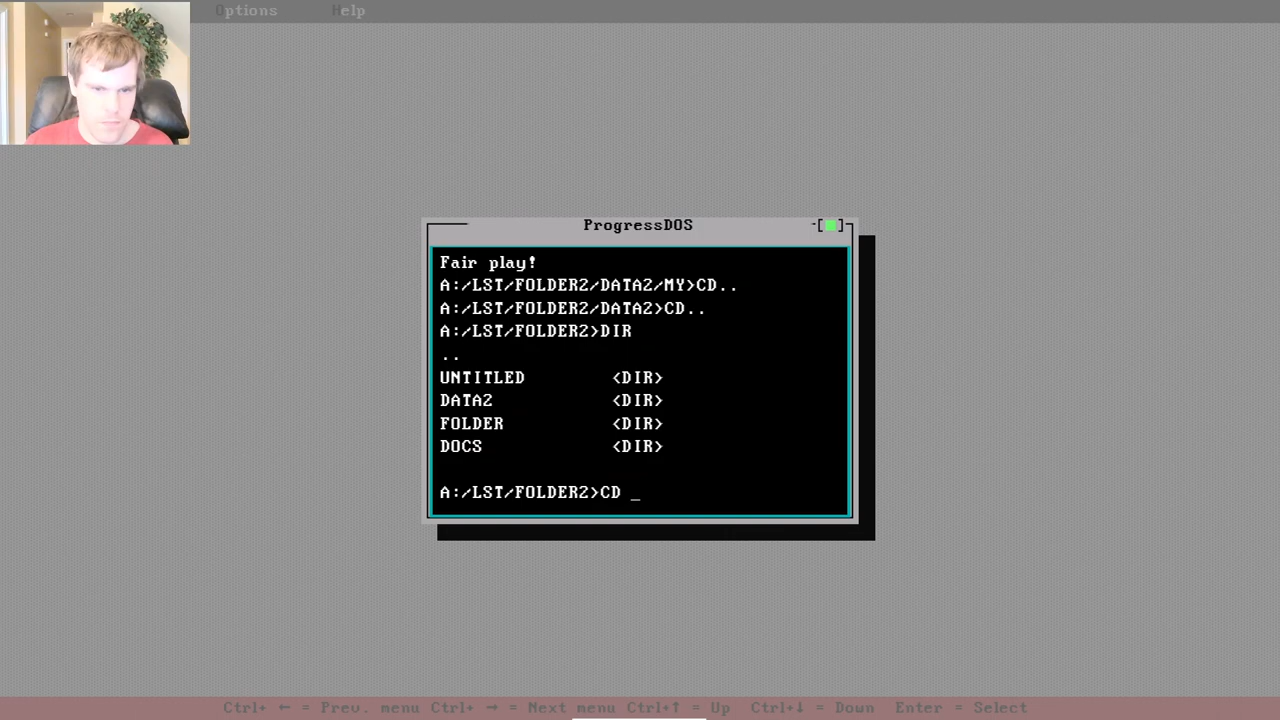 Options Help
ProgressDOS
Fair play!
A:/LST/FOLDER2/DATA2/MY>CD..
A:/LST/FOLDER2/DATA2>CD..
A:/LST/FOLDER2>DIR
..
UNTITLED <DIR>
DATA2 <DIR>
FOLDER <DIR>
DOCS <DIR>
A:/LST/FOLDER2>CD _
Ctrl+ ← = Prev. menu Ctrl+ → = Next menu Ctrl+↑ = Up Ctrl+↓ = Down Enter = Select